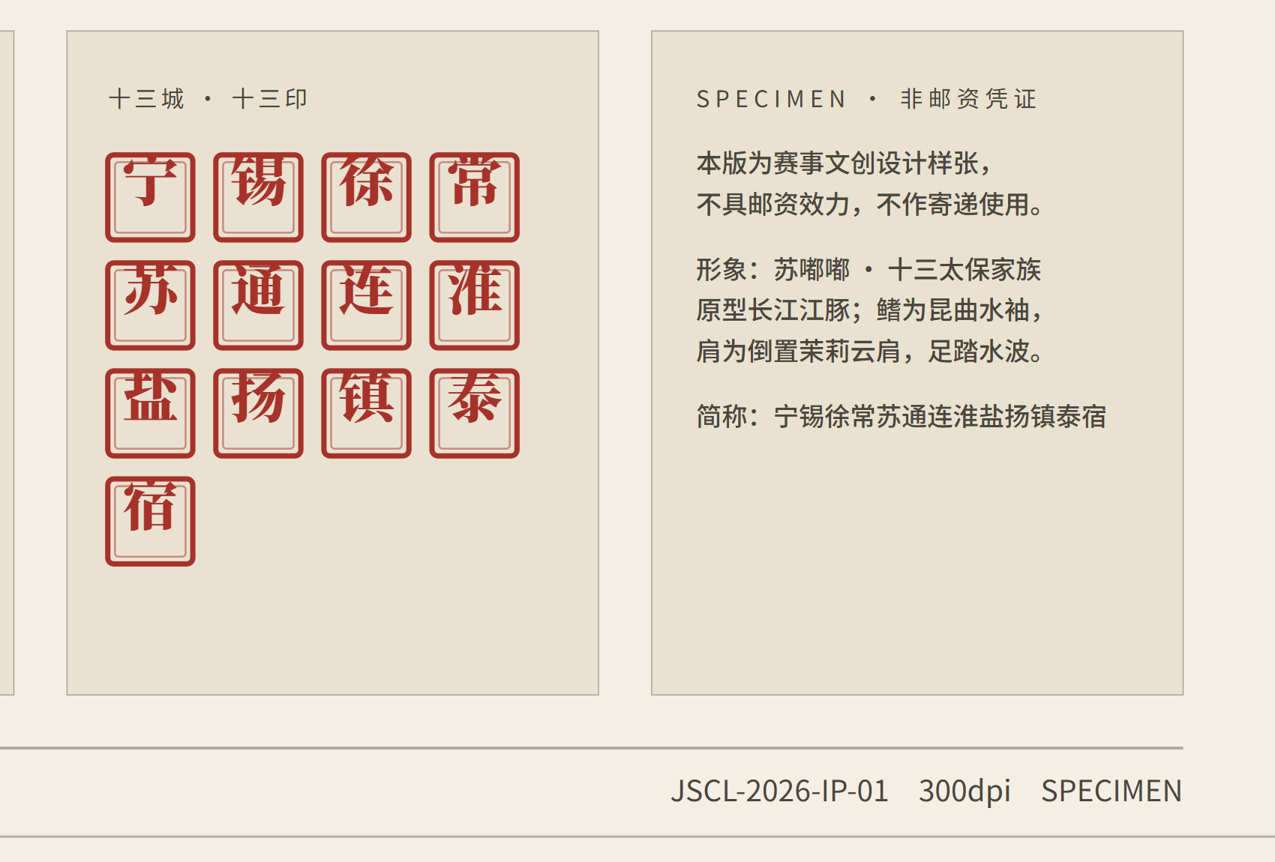 十三城 · 十三印
宁 锡 徐 常
苏 通 连 淮
盐 扬 镇 泰
宿
SPECIMEN · 非邮资凭证
本版为赛事文创设计样张，
不具邮资效力，不作寄递使用。
形象：苏嘟嘟 · 十三太保家族
原型长江江豚；鳍为昆曲水袖，
肩为倒置茉莉云肩，足踏水波。
简称：宁锡徐常苏通连淮盐扬镇泰宿
JSCL-2026-IP-01 300dpi SPECIMEN